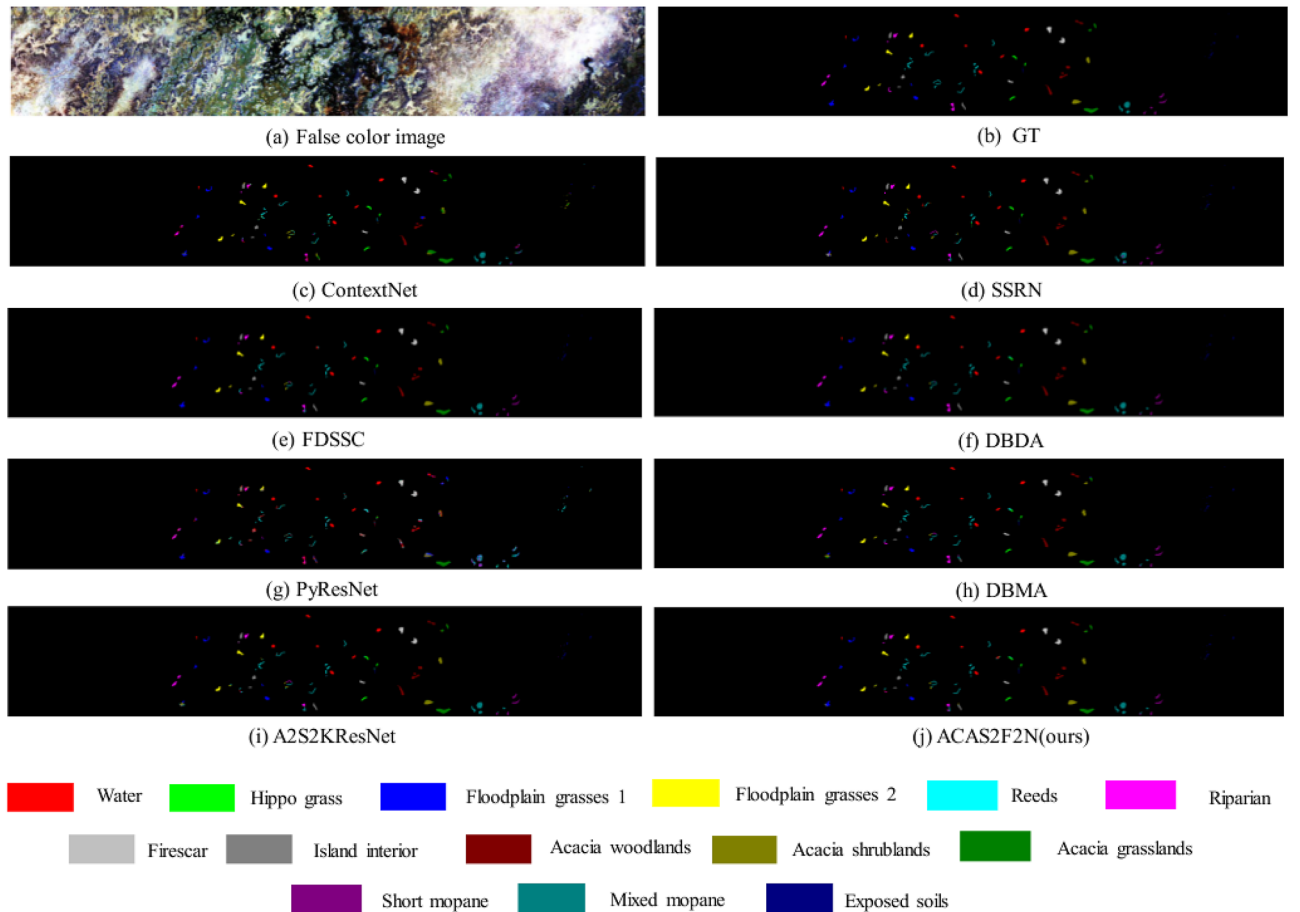 (a) False color image
(b) GT
(c) ContextNet
(d) SSRN
(e) FDSSC
(f) DBDA
(g) PyResNet
(h) DBMA
(i) A2S2KResNet
(j) ACAS2F2N(ours)
Water Hippo grass Floodplain grasses 1 Floodplain grasses 2 Reeds Riparian
Firescar Island interior Acacia woodlands Acacia shrublands Acacia grasslands
Short mopane Mixed mopane Exposed soils